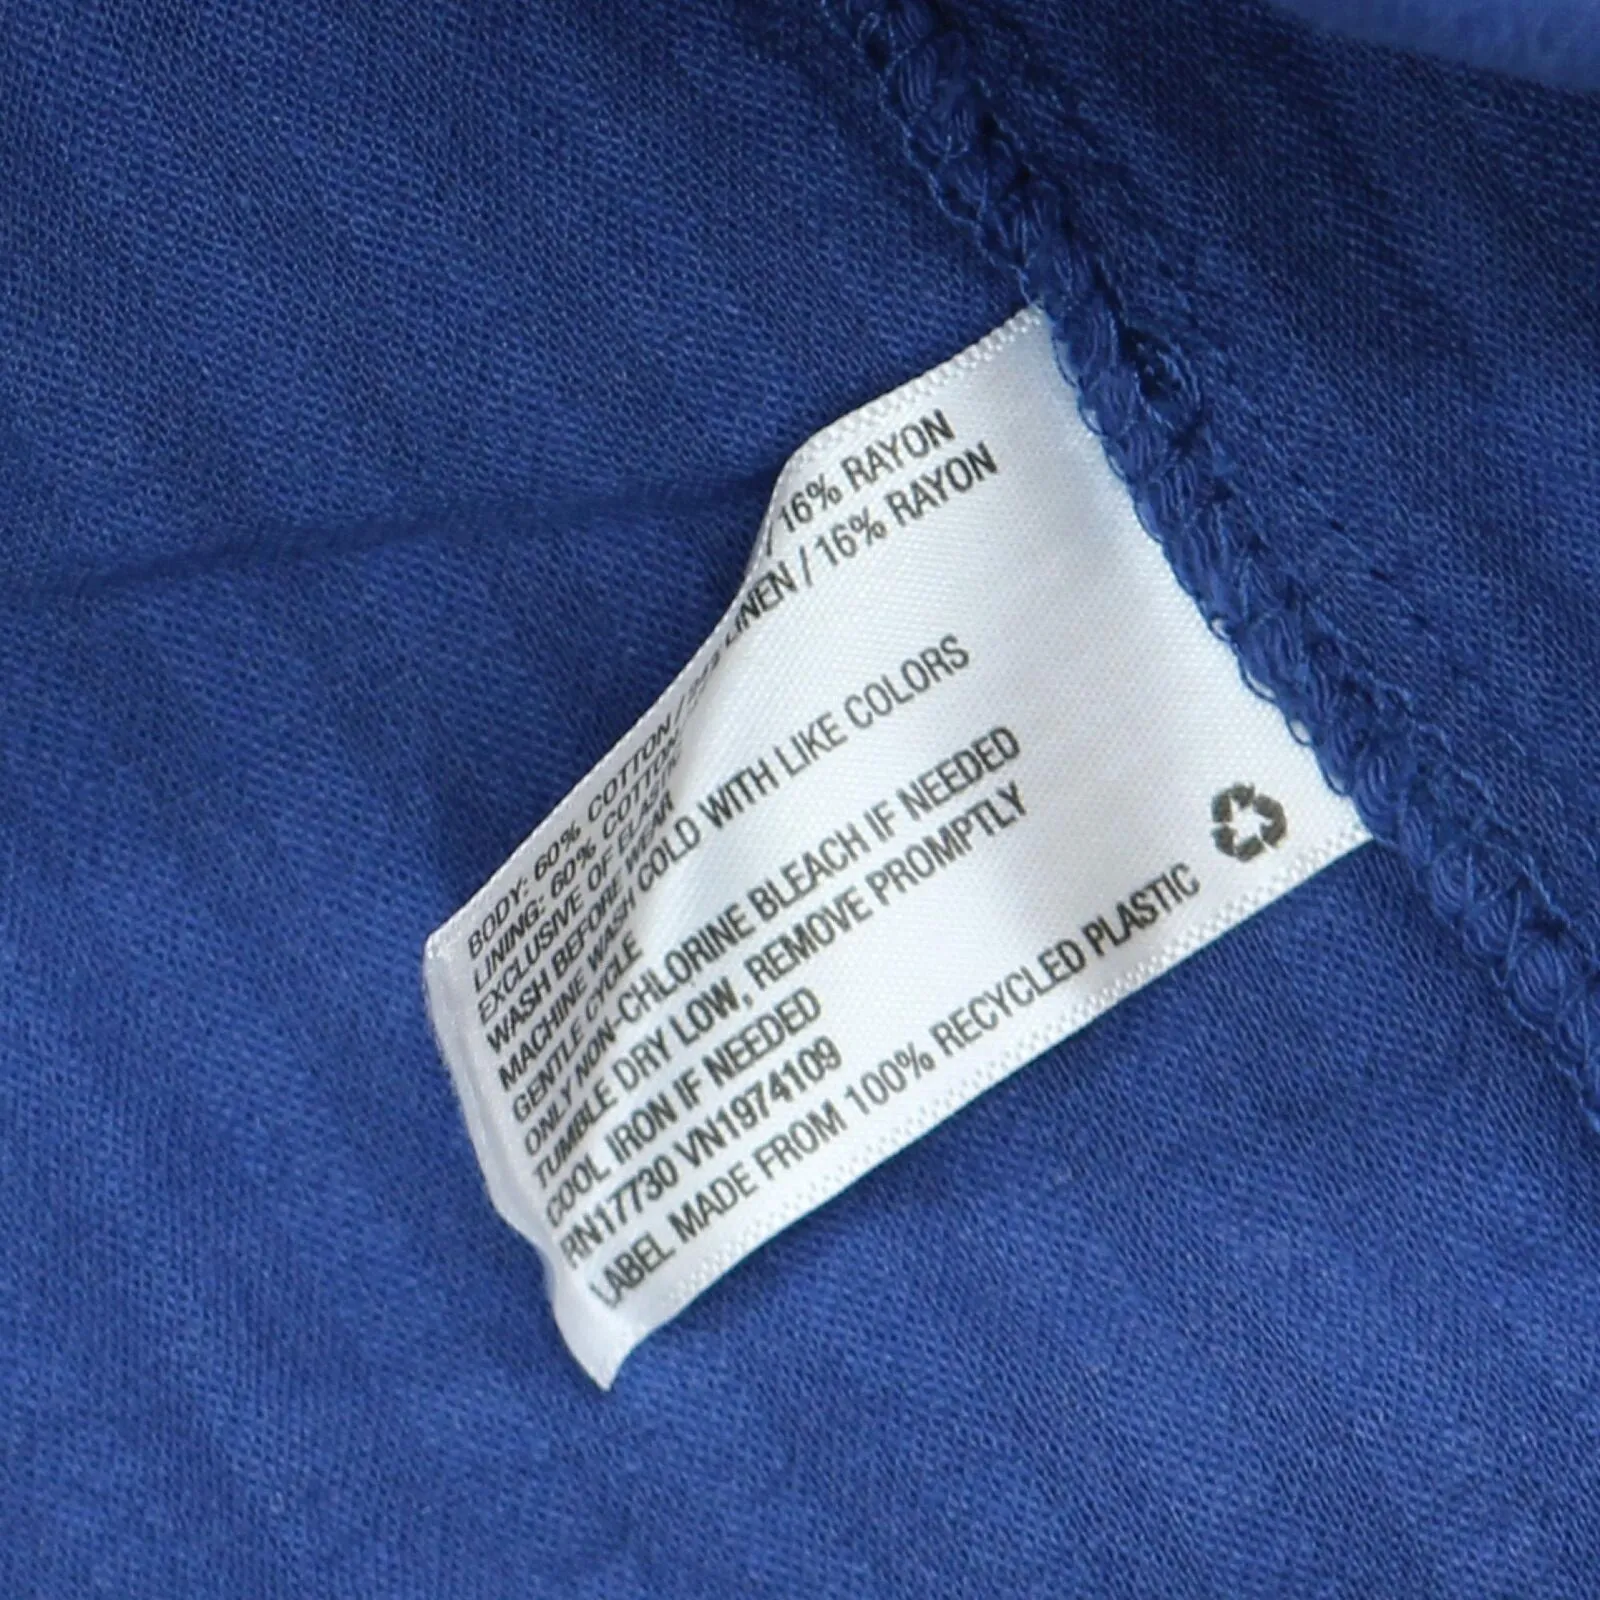 BODY: 60% COTTON / 16% RAYON
LINING: 60% COTTON LINEN / 16% RAYON
EXCLUSIVE OF ELASTIC
WASH BEFORE WEAR
MACHINE WASH COLD WITH LIKE COLORS
GENTLE CYCLE
ONLY NON-CHLORINE BLEACH IF NEEDED
TUMBLE DRY LOW, REMOVE PROMPTLY
COOL IRON IF NEEDED
RN17730 VN1974109
LABEL MADE FROM 100% RECYCLED PLASTIC